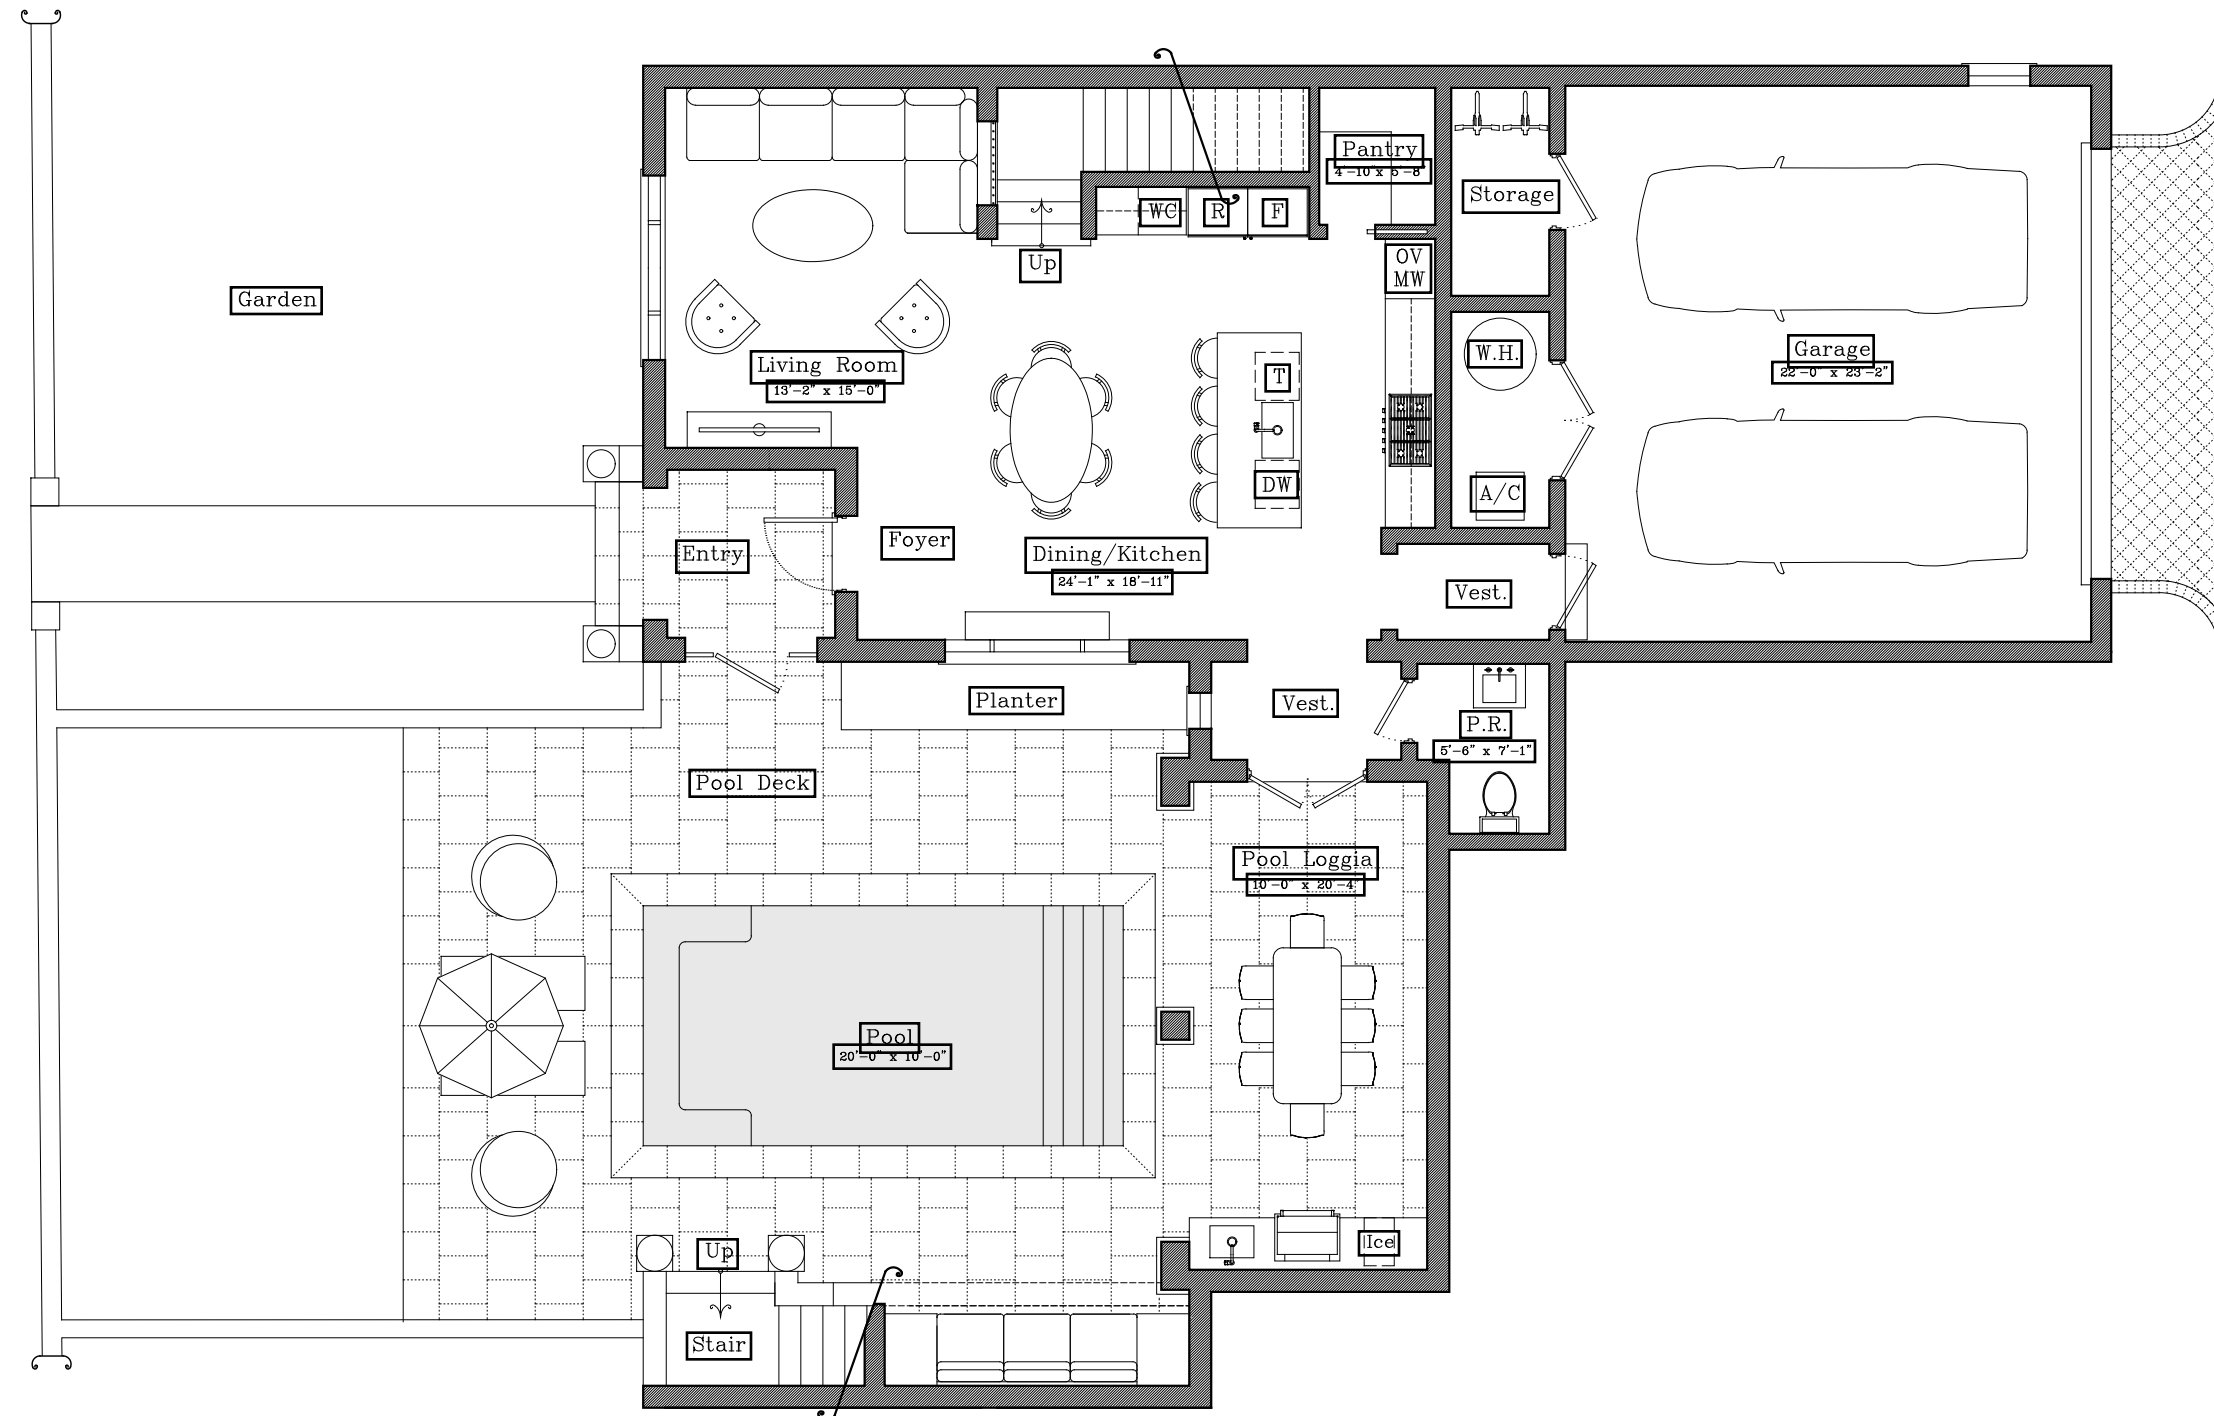 Pantry
4'-10" x 5'-8"
Storage
WC
R
F
Up
OV
MW
Garden
Living Room
13'-2" x 15'-0"
W.H.
Garage
22'-0" x 23'-2"
T
DW
A/C
Entry
Foyer
Dining/Kitchen
24'-1" x 18'-11"
Vest.
Planter
Vest.
P.R.
5'-6" x 7'-1"
Pool Deck
Pool Loggia
10'-0" x 20'-4"
Pool
20'-0" x 10'-0"
Up
Ice
Stair